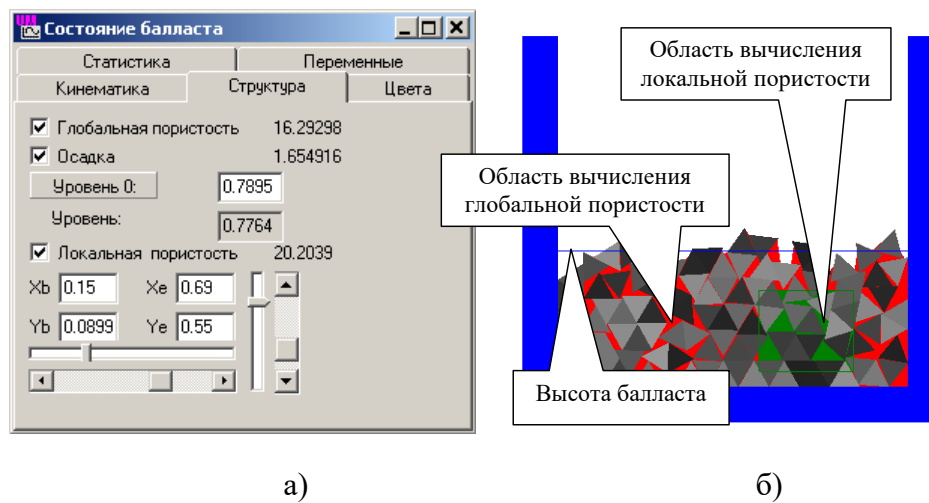 Состояние балласта
Статистика
Переменные
Кинематика
Структура
Цвета
Глобальная пористость 16.29298
Осадка 1.654916
Уровень 0: 0.7895
Уровень: 0.7764
Локальная пористость 20.2039
Xb 0.15 Xe 0.69
Yb 0.0899 Ye 0.55
Область вычисления
локальной пористости
Область вычисления
глобальной пористости
Высота балласта
а)
б)